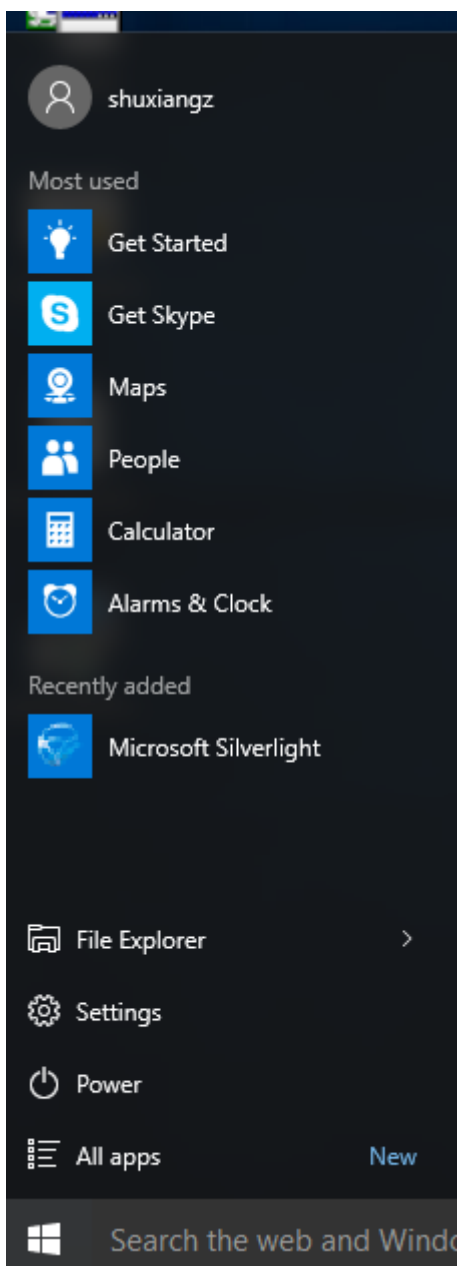 shuxiangz
Most used
Get Started
Get Skype
Maps
People
Calculator
Alarms & Clock
Recently added
Microsoft Silverlight
File Explorer
Settings
Power
All apps New
Search the web and